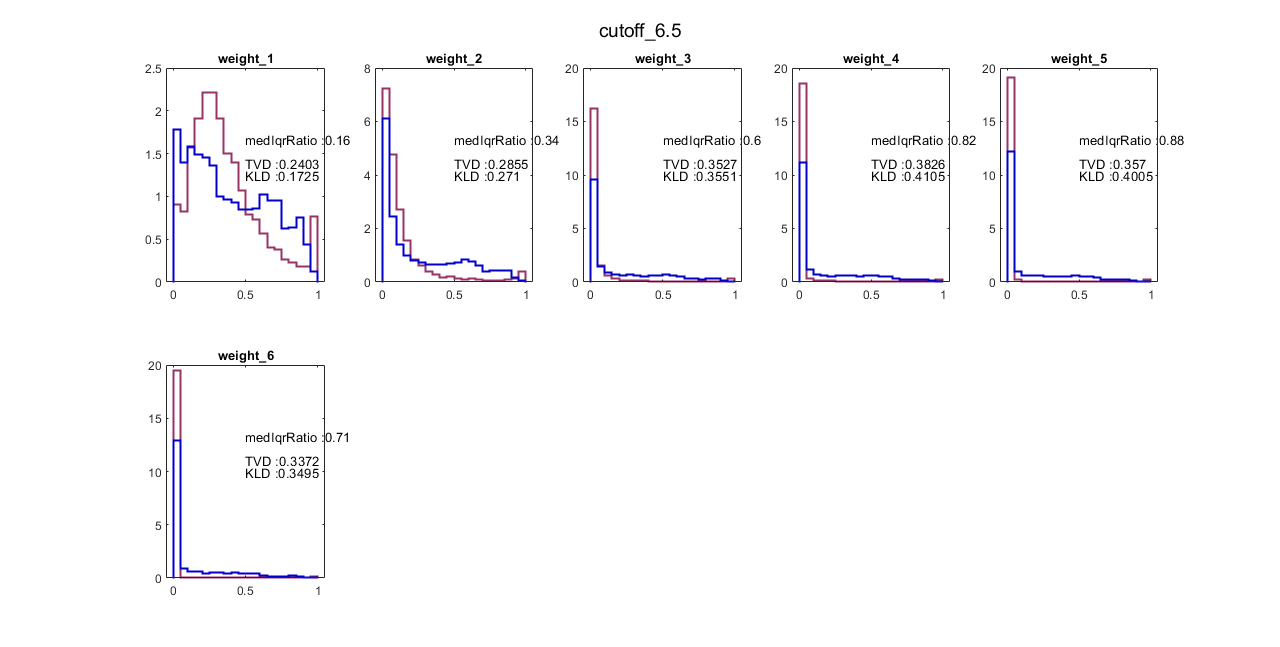 cutoff_6.5
weight_1
2.5
2
1.5
1
0.5
0
0 0.5 1
medIqrRatio :0.16
TVD :0.2403
KLD :0.1725
weight_2
8
6
4
2
0
0 0.5 1
medIqrRatio :0.34
TVD :0.2855
KLD :0.271
weight_3
20
15
10
5
0
0 0.5 1
medIqrRatio :0.6
TVD :0.3527
KLD :0.3551
weight_4
20
15
10
5
0
0 0.5 1
medIqrRatio :0.82
TVD :0.3826
KLD :0.4105
weight_5
20
15
10
5
0
0 0.5 1
medIqrRatio :0.88
TVD :0.357
KLD :0.4005
weight_6
20
15
10
5
0
0 0.5 1
medIqrRatio :0.71
TVD :0.3372
KLD :0.3495